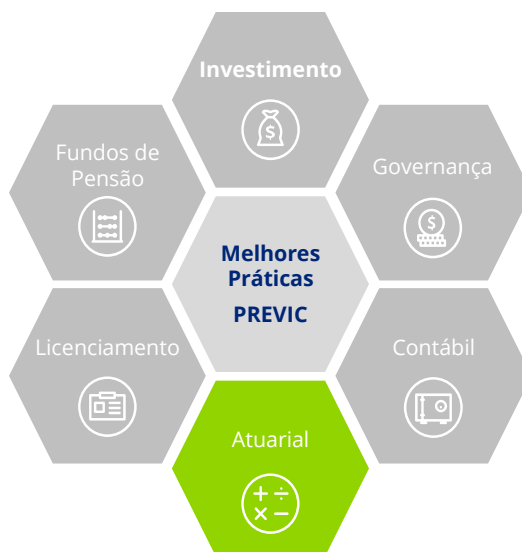 Investimento
Fundos de
Pensão
Governança
Melhores
Práticas
PREVIC
Licenciamento
Contábil
Atuarial